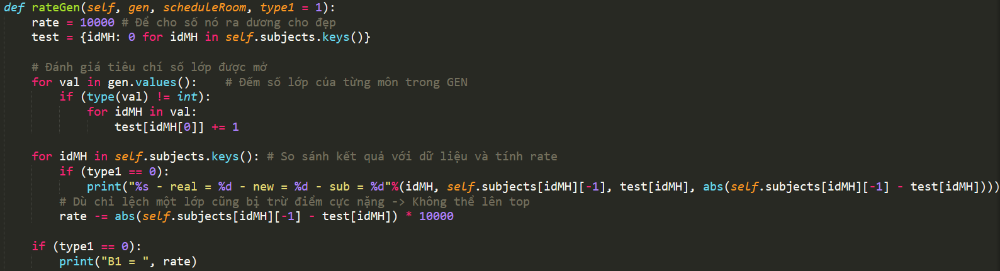 def rateGen(self, gen, scheduleRoom, type1 = 1):
    rate = 10000 # Để cho số nó ra dương cho đẹp
    test = {idMH: 0 for idMH in self.subjects.keys()}

    # Đánh giá tiêu chí số lớp được mở
    for val in gen.values():    # Đếm số lớp của từng môn trong GEN
        if (type(val) != int):
            for idMH in val:
                test[idMH[0]] += 1

    for idMH in self.subjects.keys(): # So sánh kết quả với dữ liệu và tính rate
        if (type1 == 0):
            print("%s - real = %d - new = %d - sub = %d"%(idMH, self.subjects[idMH][-1], test[idMH], abs(self.subjects[idMH][-1] - test[idMH])))
        # Dù chỉ lệch một lớp cũng bị trừ điểm cực nặng -> Không thể lên top
        rate -= abs(self.subjects[idMH][-1] - test[idMH]) * 10000

    if (type1 == 0):
        print("B1 = ", rate)